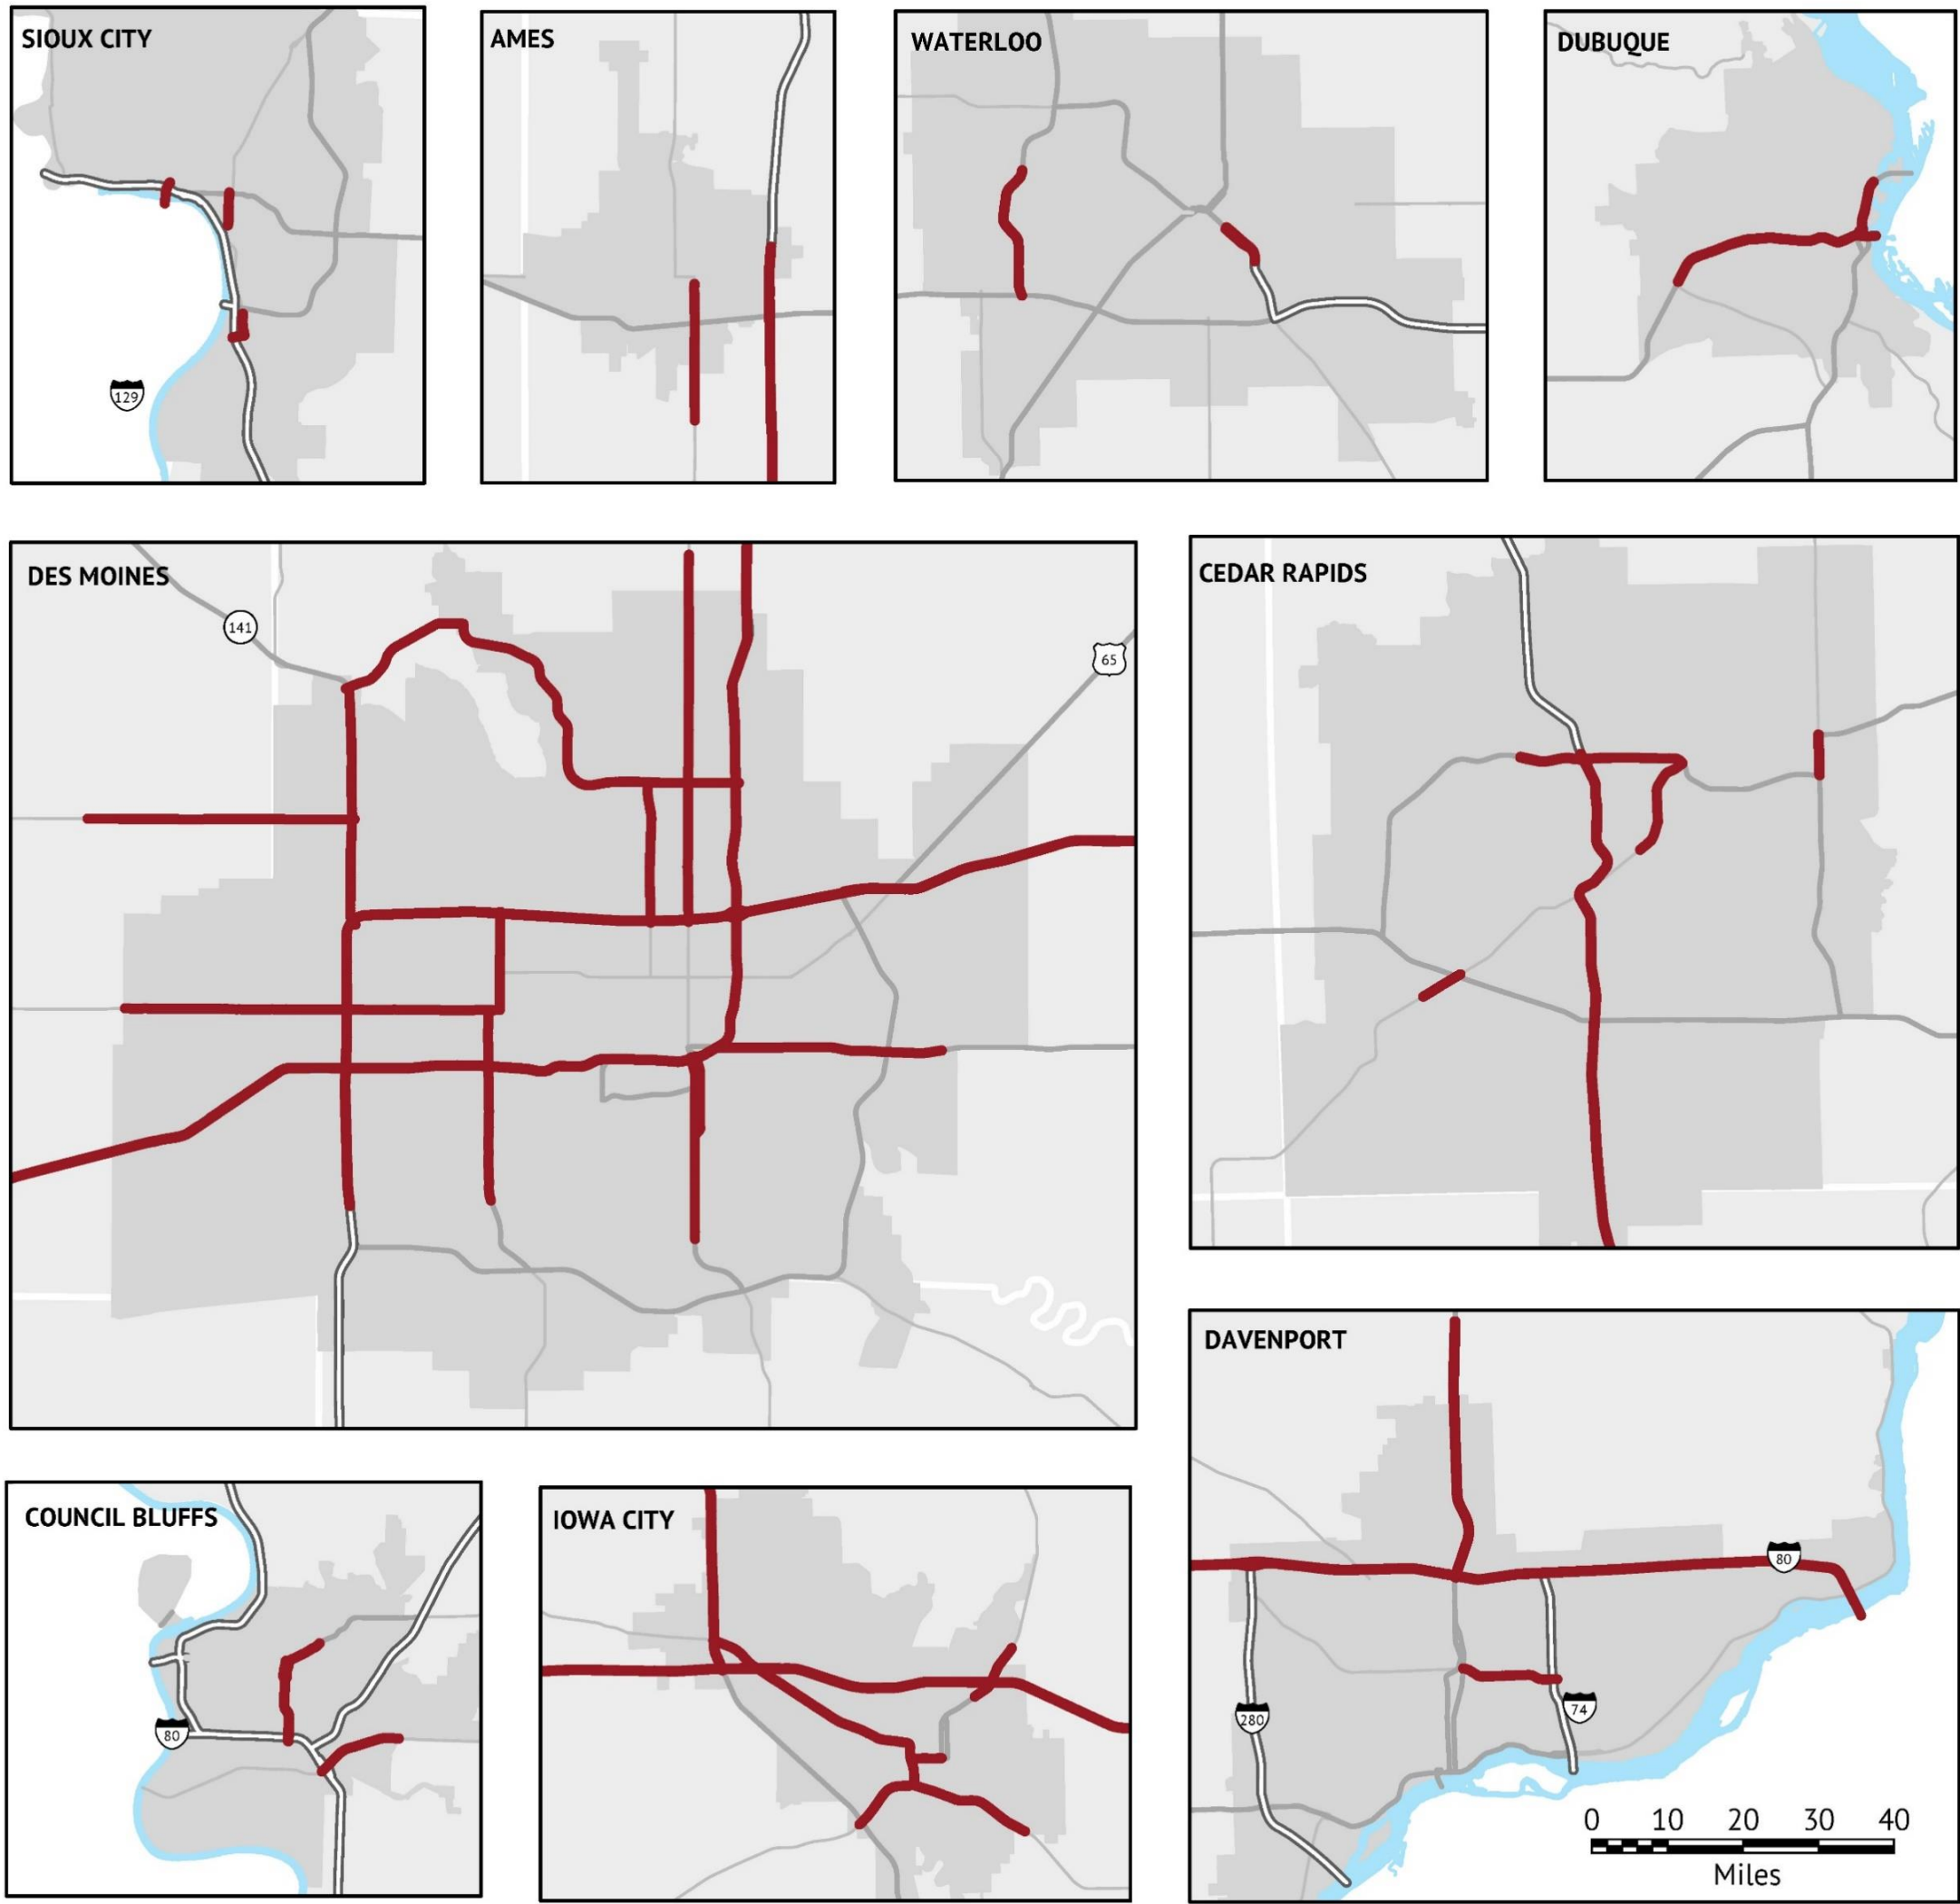 SIOUX CITY
129
AMES
WATERLOO
DUBUQUE
DES MOINES
141
65
CEDAR RAPIDS
DAVENPORT
80
280
74
0 10 20 30 40
Miles
COUNCIL BLUFFS
80
IOWA CITY